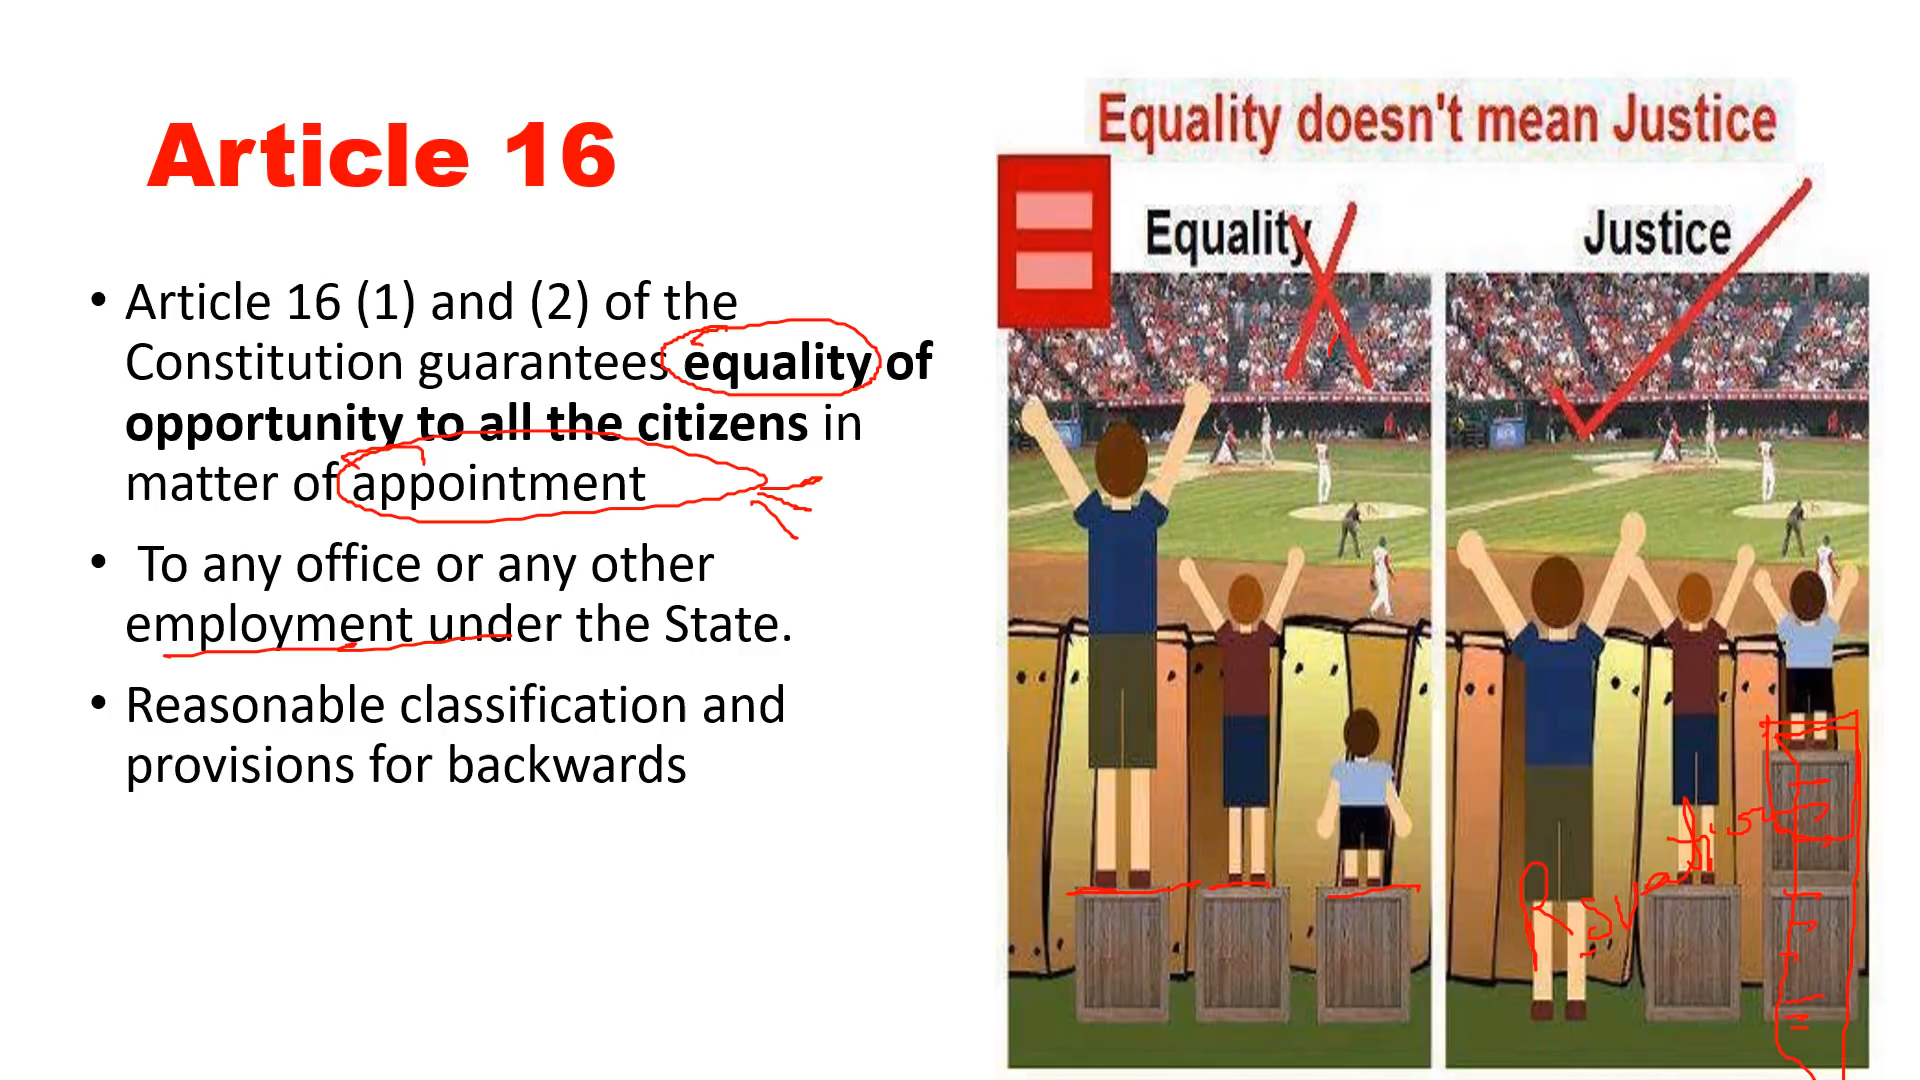 Article 16
• Article 16 (1) and (2) of the
Constitution guarantees equality of
opportunity to all the citizens in
matter of appointment
• To any office or any other
employment under the State.
• Reasonable classification and
provisions for backwards
Equality doesn't mean Justice
Equality
Justice